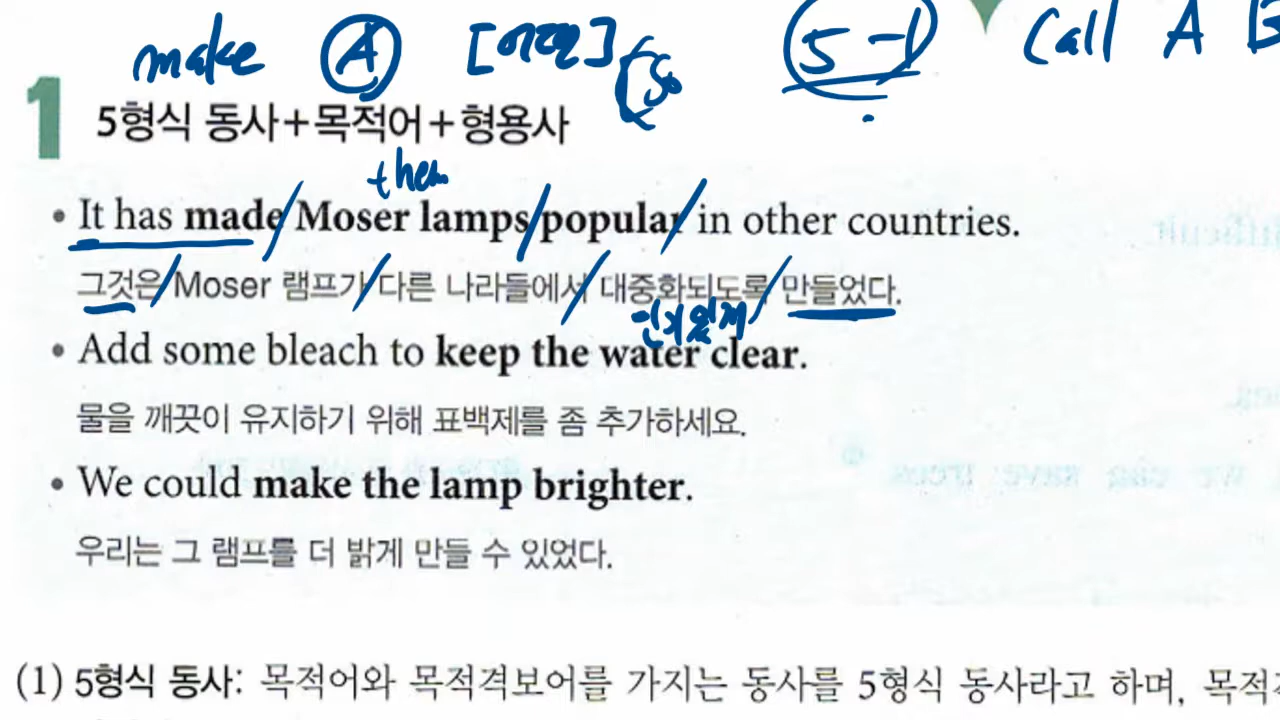 make A [어떤] 5-1 Call A B
1 5형식 동사+목적어+형용사
them
• It has made/Moser lamps/popular/in other countries.
그것은/Moser 램프가/다른 나라들에서/대중화되도록/만들었다.
인기있게
• Add some bleach to keep the water clear.
물을 깨끗이 유지하기 위해 표백제를 좀 추가하세요.
• We could make the lamp brighter.
우리는 그 램프를 더 밝게 만들 수 있었다.
(1) 5형식 동사: 목적어와 목적격보어를 가지는 동사를 5형식 동사라고 하며, 목적격